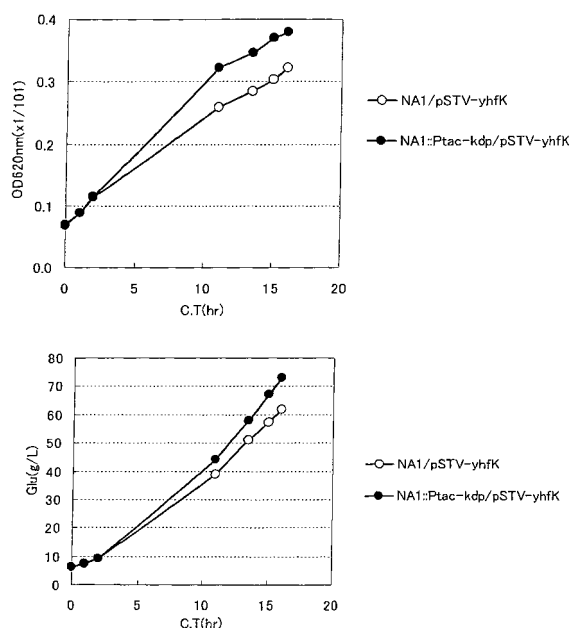 0.4
0.3
0.2
0.1
0.0
OD620nm(x1/101)
0 5 10 15 20
C.T(hr)
NA1/pSTV-yhfK
NA1::Ptac-kdp/pSTV-yhfK
80
70
60
50
40
30
20
10
0
Glu(g/L)
0 5 10 15 20
C.T(hr)
NA1/pSTV-yhfK
NA1::Ptac-kdp/pSTV-yhfK